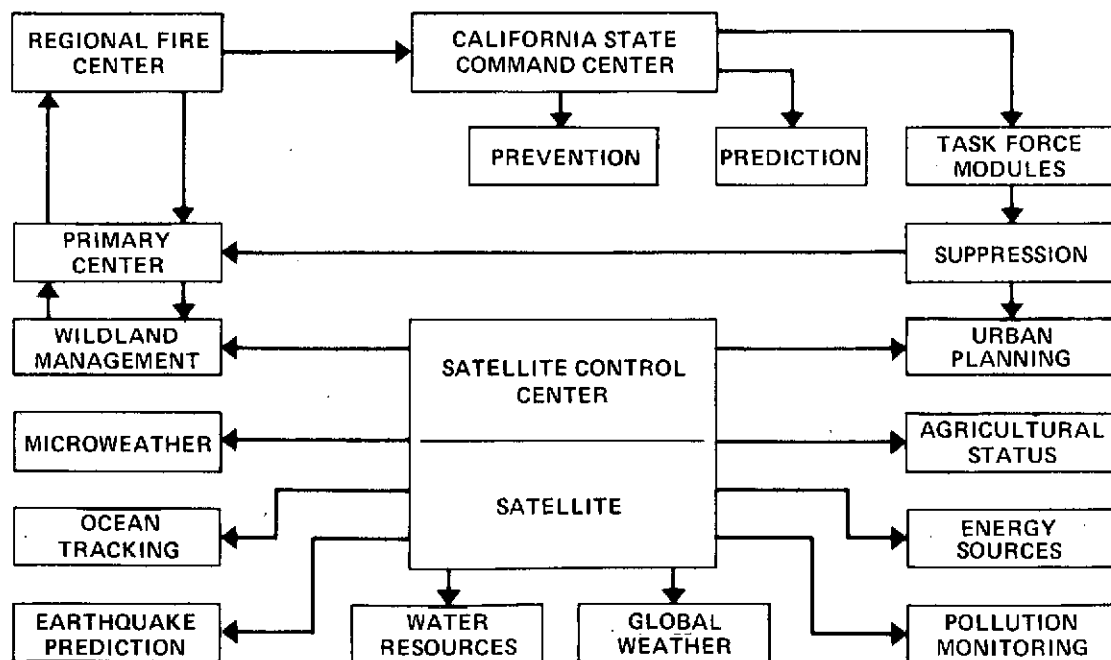 REGIONAL FIRE
CENTER
CALIFORNIA STATE
COMMAND CENTER
PREVENTION
PREDICTION
TASK FORCE
MODULES
PRIMARY
CENTER
SUPPRESSION
WILDLAND
MANAGEMENT
SATELLITE CONTROL
CENTER
URBAN
PLANNING
MICROWEATHER
AGRICULTURAL
STATUS
SATELLITE
OCEAN
TRACKING
ENERGY
SOURCES
EARTHQUAKE
PREDICTION
WATER
RESOURCES
GLOBAL
WEATHER
POLLUTION
MONITORING